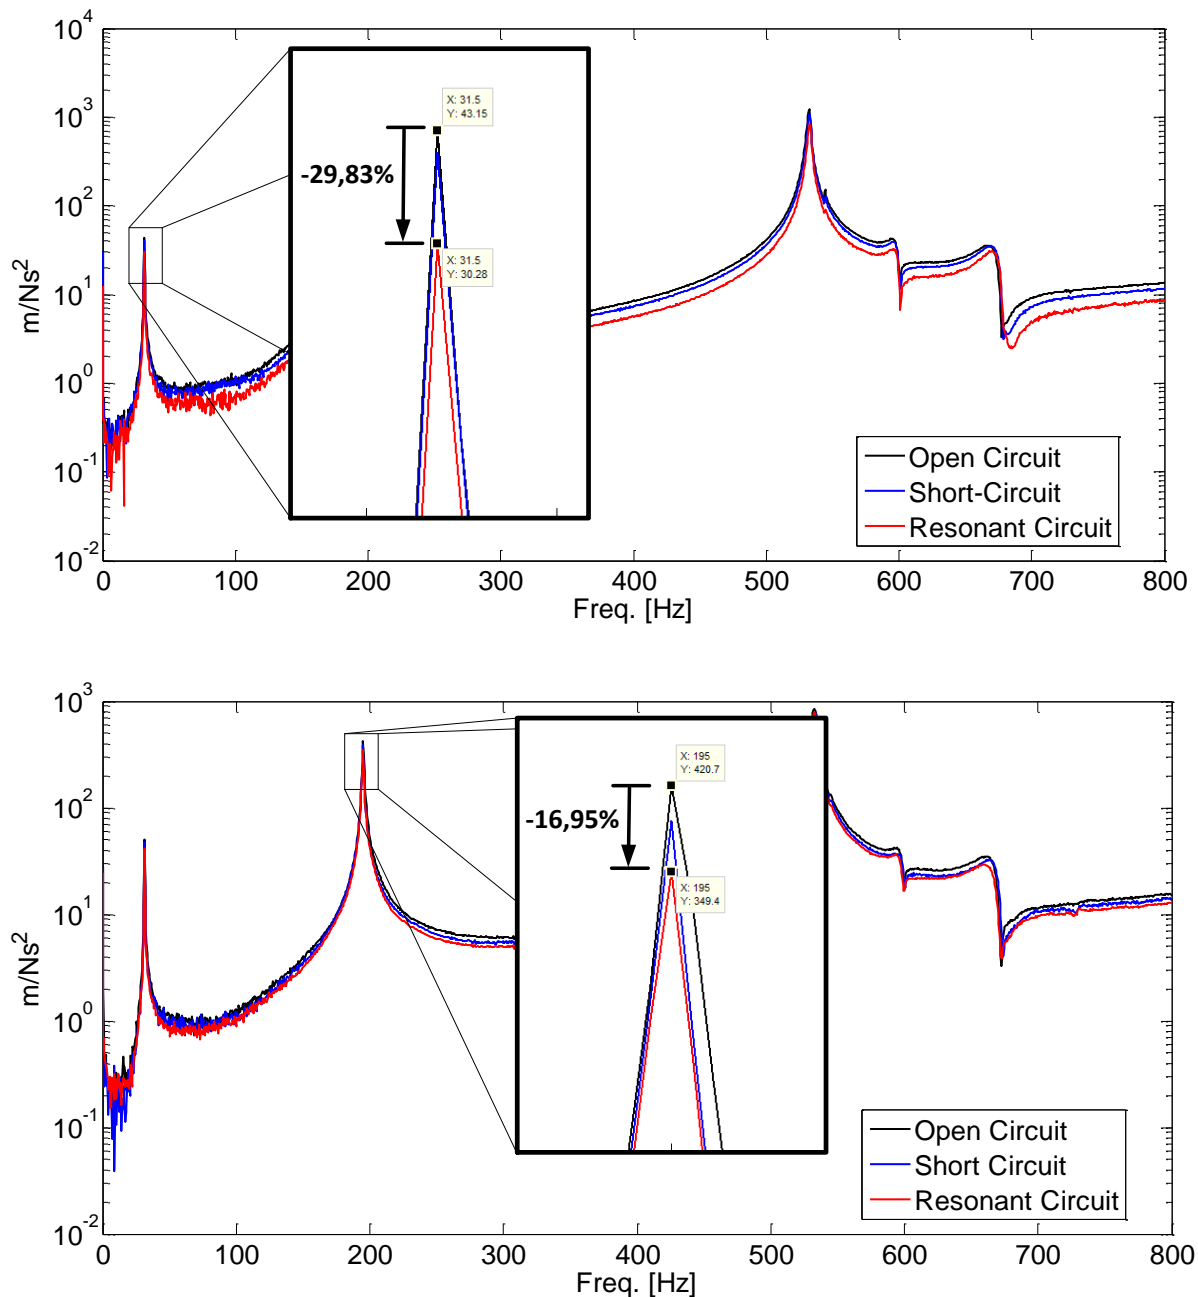 10^4
10^3
10^2
10^1
10^0
10^-1
10^-2
m/Ns^2
X: 31.5
Y: 43.15
-29,83%
X: 31.5
Y: 30.28
Open Circuit
Short-Circuit
Resonant Circuit
0 100 200 300 400 500 600 700 800
Freq. [Hz]
10^3
10^2
10^1
10^0
10^-1
10^-2
m/Ns^2
X: 195
Y: 420.7
-16,95%
X: 195
Y: 349.4
Open Circuit
Short Circuit
Resonant Circuit
0 100 200 300 400 500 600 700 800
Freq. [Hz]